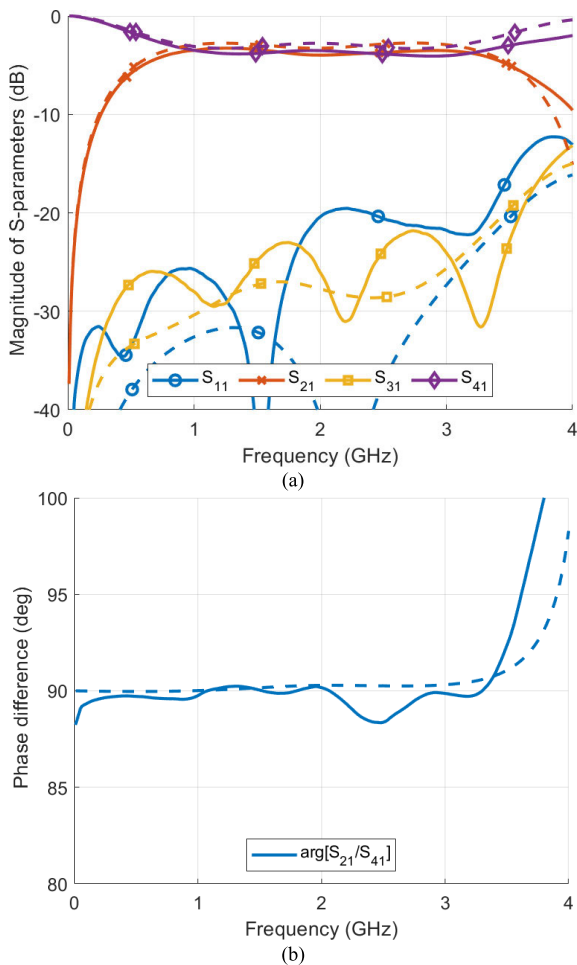 0
-10
-20
-30
-40
Magnitude of S-parameters (dB)
S11 S21 S31 S41
0 1 2 3 4
Frequency (GHz)
(a)
100
95
90
85
80
Phase difference (deg)
arg[S21/S41]
0 1 2 3 4
Frequency (GHz)
(b)